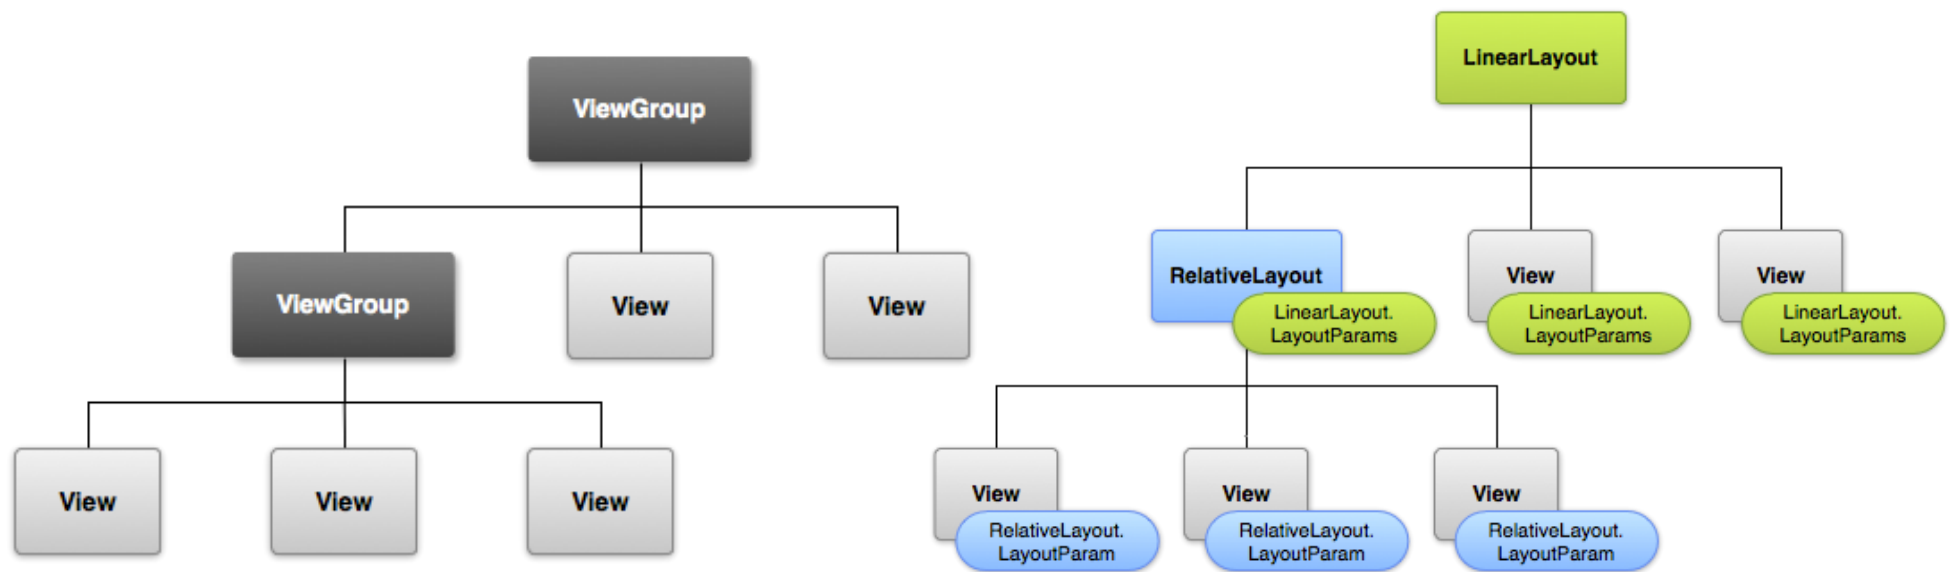 ViewGroup
ViewGroup
View
View
View
View
View
LinearLayout
RelativeLayout
LinearLayout.
LayoutParams
View
LinearLayout.
LayoutParams
View
LinearLayout.
LayoutParams
View
RelativeLayout.
LayoutParam
View
RelativeLayout.
LayoutParam
View
RelativeLayout.
LayoutParam